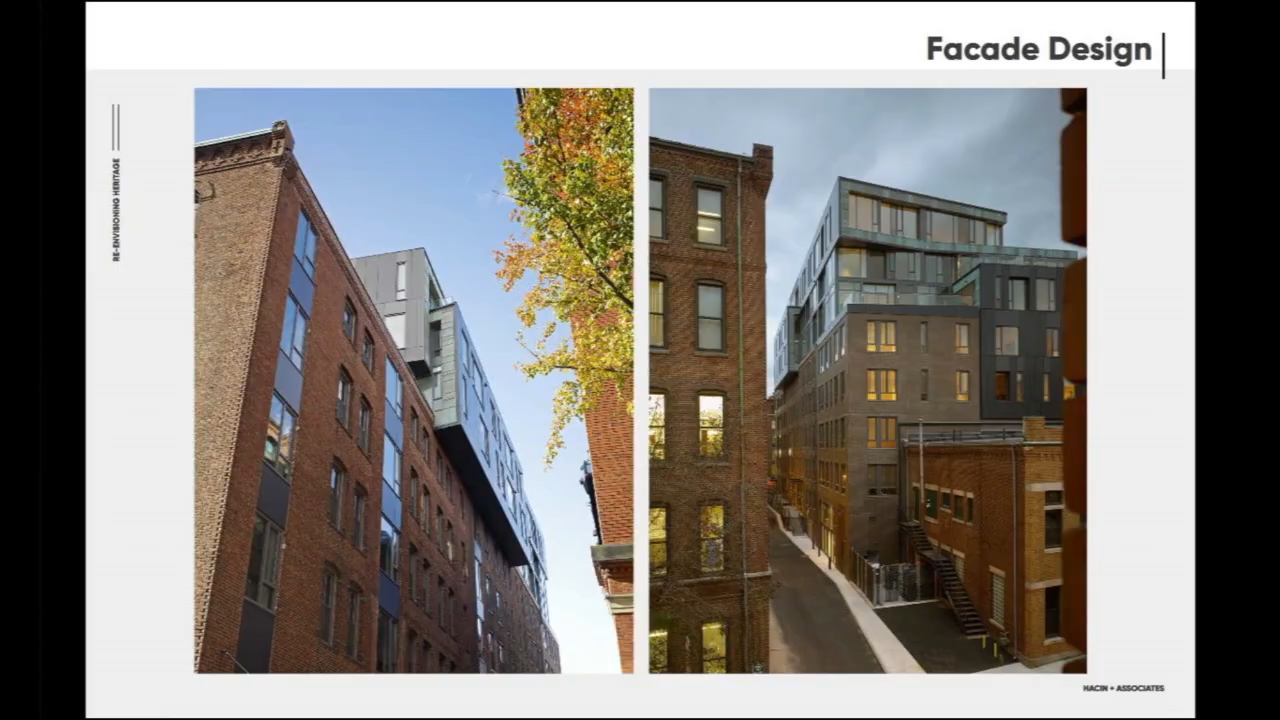 Facade Design
RE-ENVISIONING HERITAGE
HACIN + ASSOCIATES